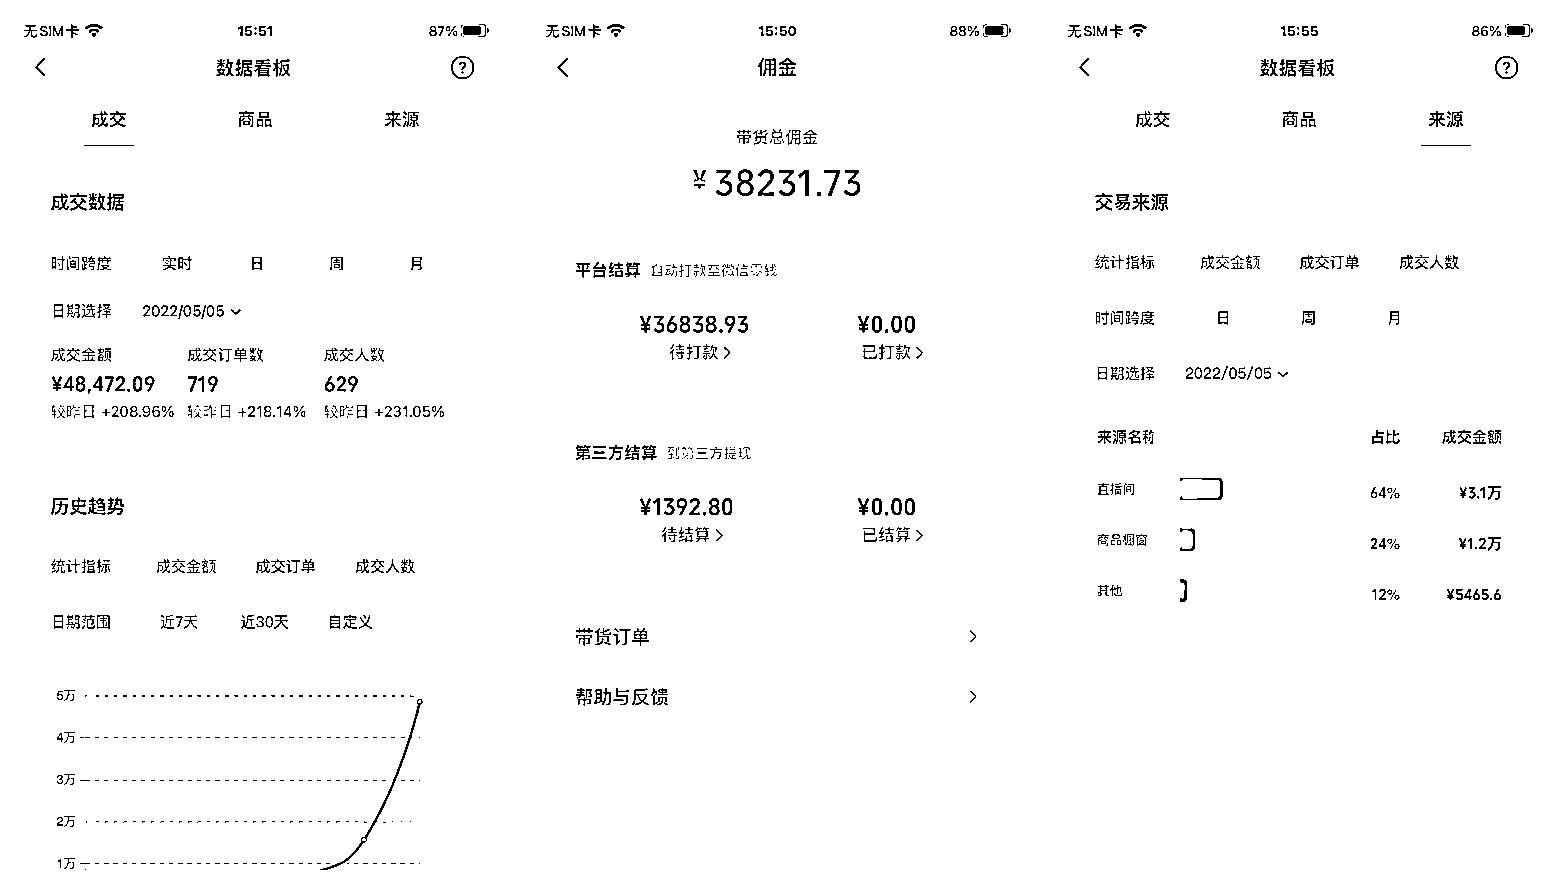 无SIM卡 15:51 87%
数据看板
成交 商品 来源
成交数据
时间跨度 实时 日 周 月
日期选择 2022/05/05
成交金额 成交订单数 成交人数
¥48,472.09 719 629
较昨日 +208.96% 较昨日 +218.14% 较昨日 +231.05%
历史趋势
统计指标 成交金额 成交订单 成交人数
日期范围 近7天 近30天 自定义
5万
4万
3万
2万
1万
无SIM卡 15:50 88%
佣金
带货总佣金
¥ 38231.73
平台结算 自动打款至微信零钱
¥36838.93 ¥0.00
待打款 已打款
第三方结算 到第三方提现
¥1392.80 ¥0.00
待结算 已结算
带货订单
帮助与反馈
无SIM卡 15:55 86%
数据看板
成交 商品 来源
交易来源
统计指标 成交金额 成交订单 成交人数
时间跨度 日 周 月
日期选择 2022/05/05
来源名称 占比 成交金额
直播间 64% ¥3.1万
商品橱窗 24% ¥1.2万
其他 12% ¥5465.6